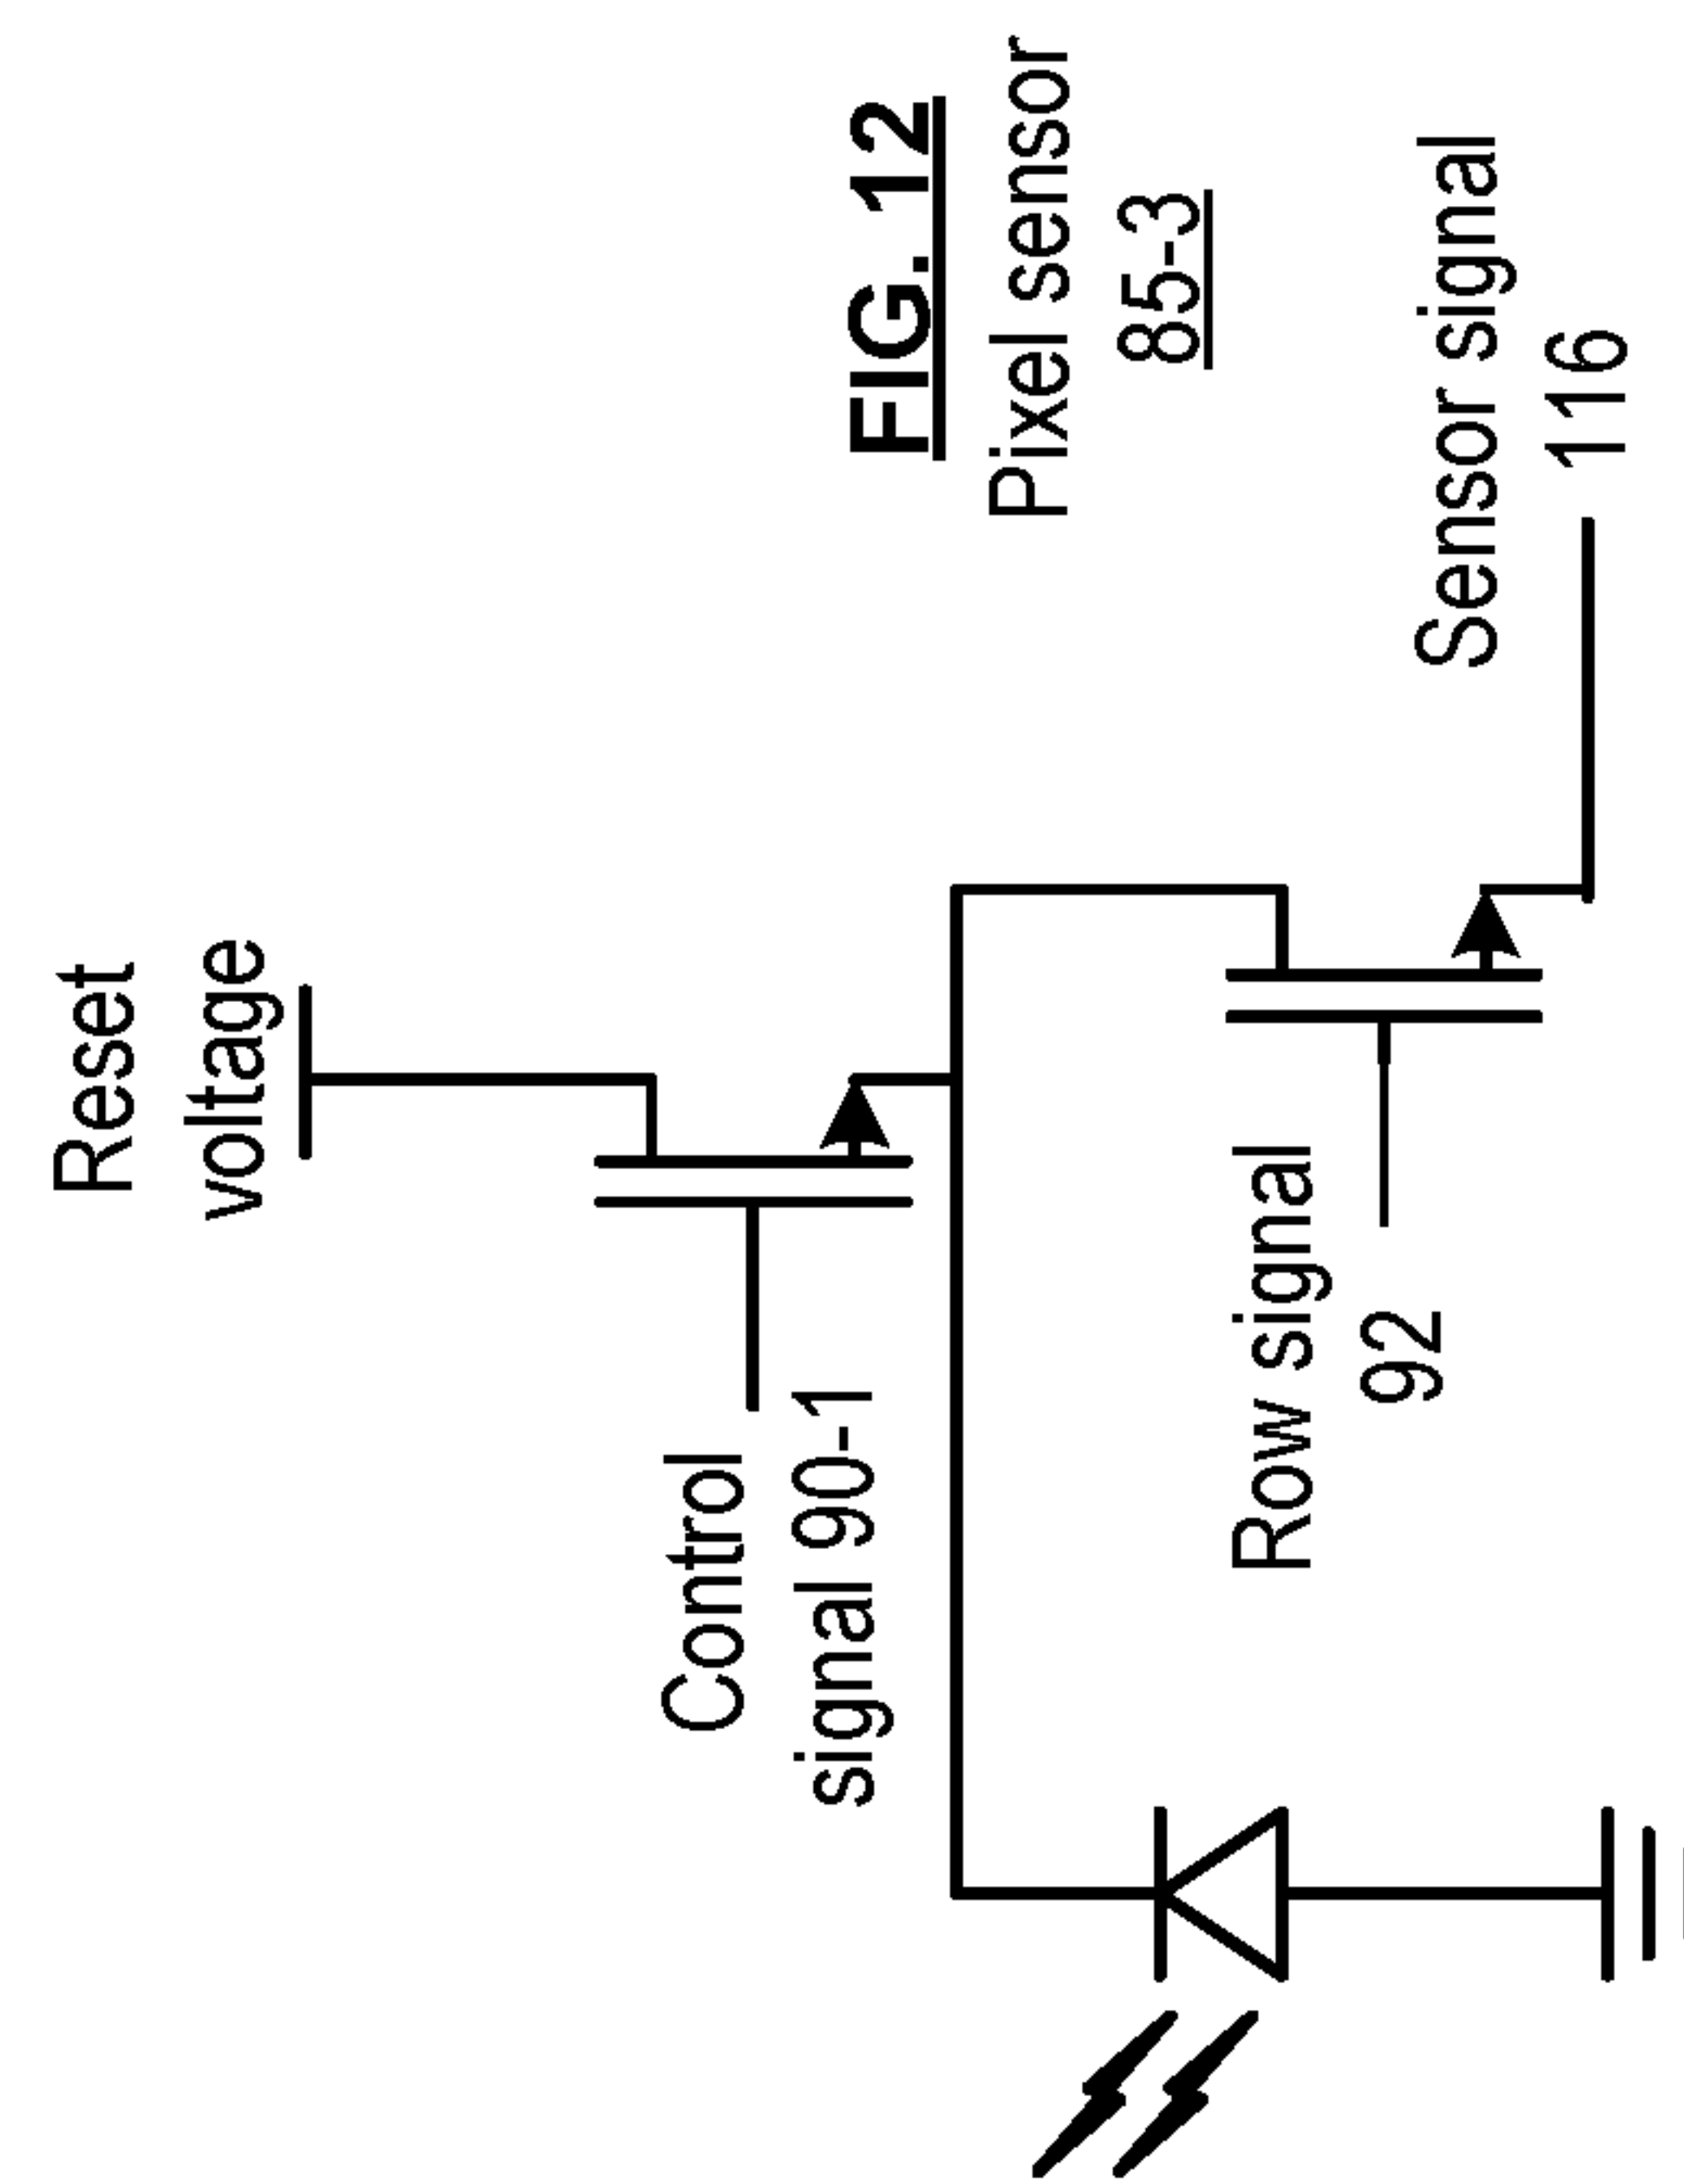 Reset
voltage
Control
signal 90-1
FIG. 12
Pixel sensor
85-3
Row signal
92
Sensor signal
116